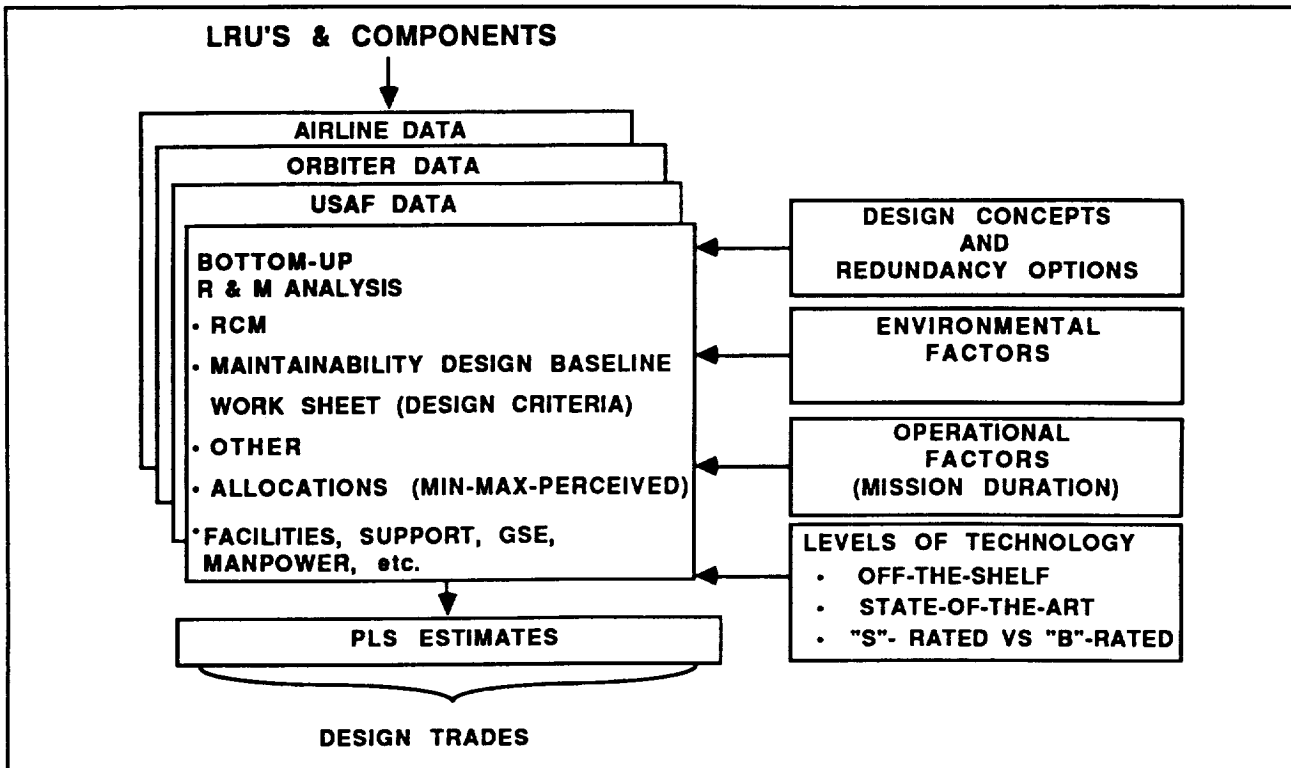 LRU'S & COMPONENTS
AIRLINE DATA
ORBITER DATA
USAF DATA
BOTTOM-UP
R & M ANALYSIS
• RCM
• MAINTAINABILITY DESIGN BASELINE
WORK SHEET (DESIGN CRITERIA)
• OTHER
• ALLOCATIONS (MIN-MAX-PERCEIVED)
• FACILITIES, SUPPORT, GSE,
MANPOWER, etc.
DESIGN CONCEPTS
AND
REDUNDANCY OPTIONS
ENVIRONMENTAL
FACTORS
OPERATIONAL
FACTORS
(MISSION DURATION)
LEVELS OF TECHNOLOGY
• OFF-THE-SHELF
• STATE-OF-THE-ART
• "S"- RATED VS "B"-RATED
PLS ESTIMATES
DESIGN TRADES